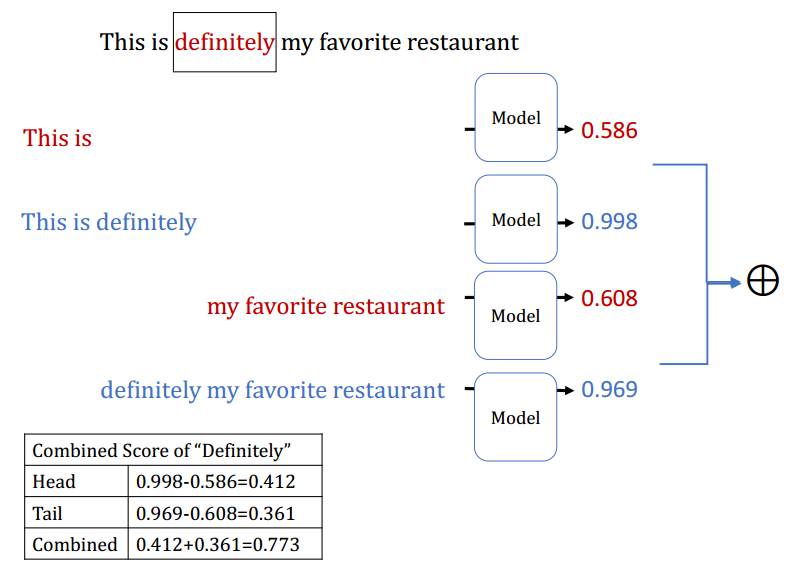 This is definitely my favorite restaurant
This is
Model
0.586
This is definitely
Model
0.998
my favorite restaurant
Model
0.608
definitely my favorite restaurant
Model
0.969
Combined Score of “Definitely”
Head 0.998-0.586=0.412
Tail 0.969-0.608=0.361
Combined 0.412+0.361=0.773